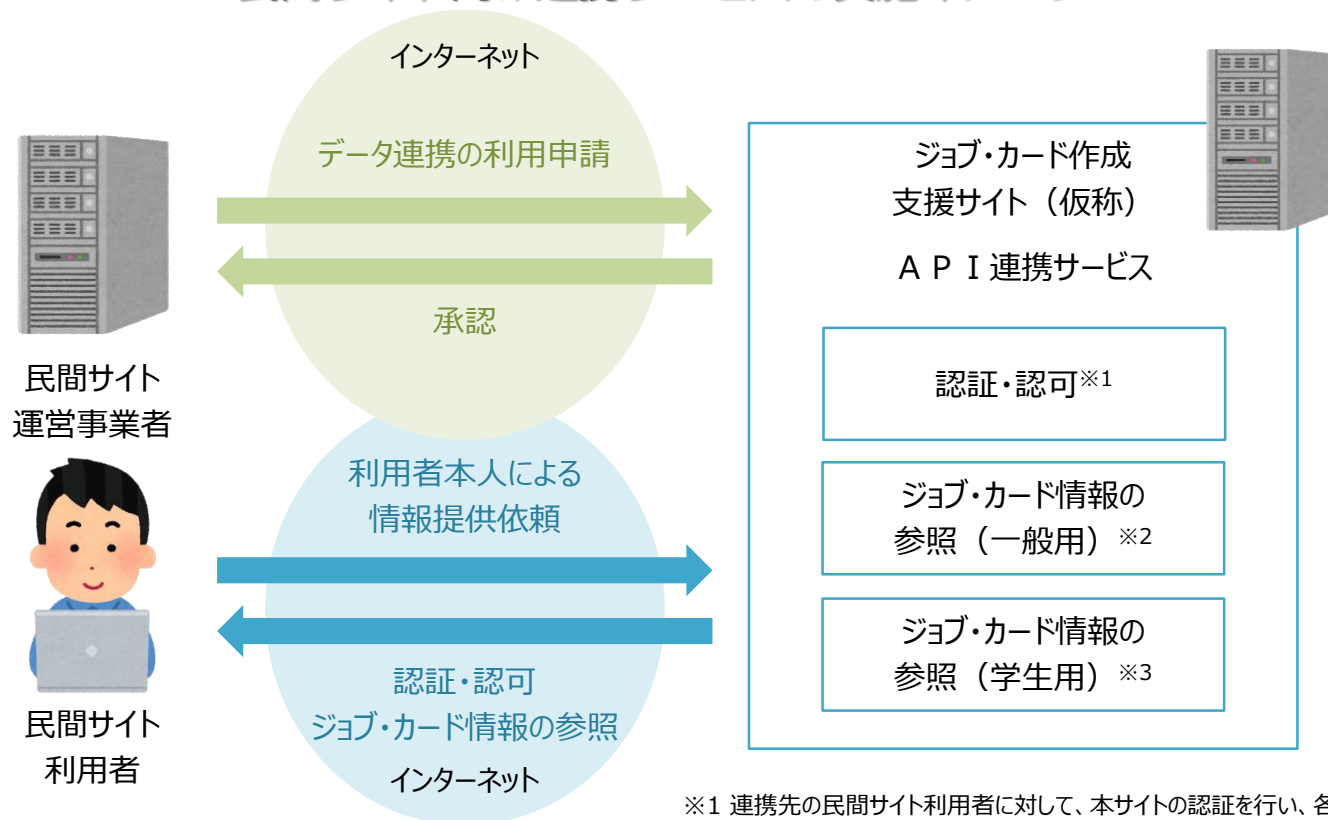 インターネット
データ連携の利用申請
承認
民間サイト
運営事業者
利用者本人による
情報提供依頼
認証・認可
ジョブ・カード情報の参照
インターネット
民間サイト
利用者
ジョブ・カード作成
支援サイト（仮称）
ＡＰＩ連携サービス
認証・認可※1
ジョブ・カード情報の
参照（一般用）※2
ジョブ・カード情報の
参照（学生用）※3
※1 連携先の民間サイト利用者に対して、本サイトの認証を行い、各